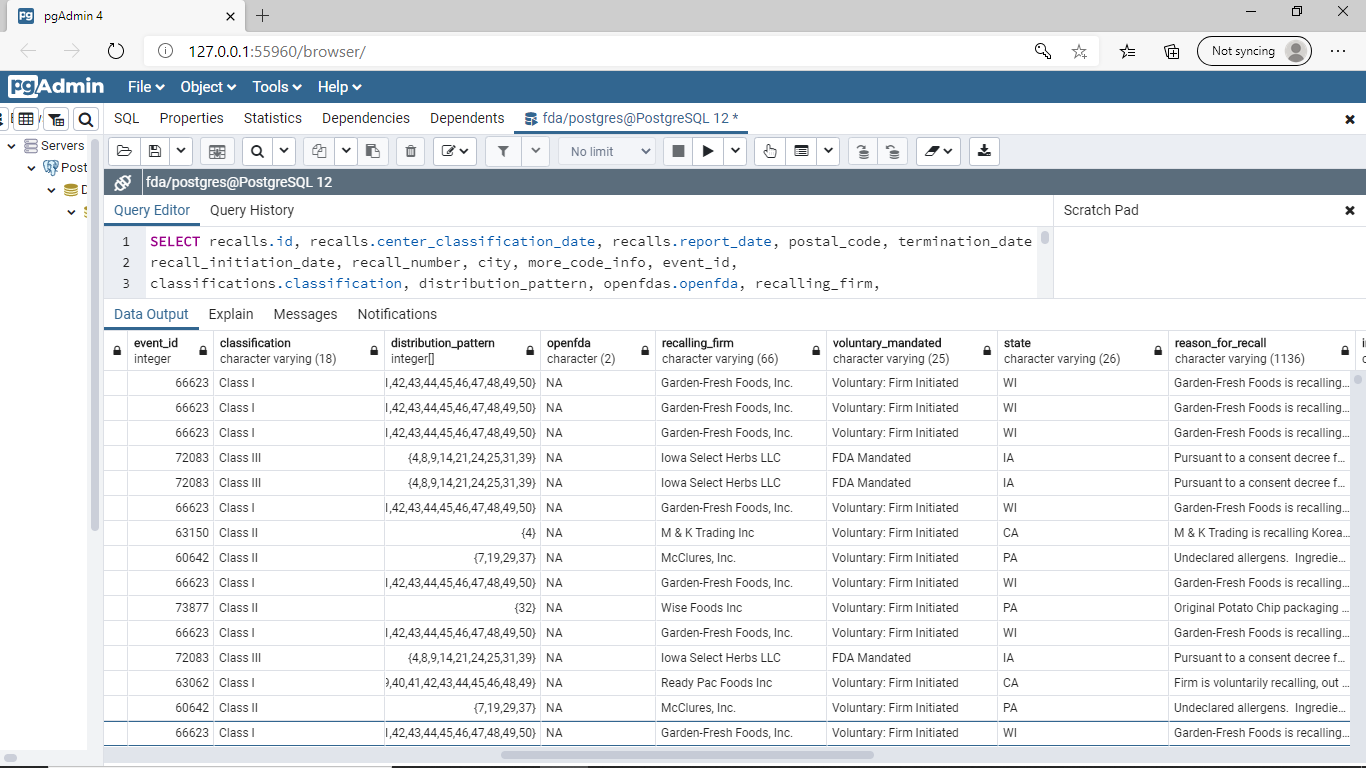 pgAdmin 4
127.0.0.1:55960/browser/
Not syncing
pgAdmin File Object Tools Help
SQL Properties Statistics Dependencies Dependents fda/postgres@PostgreSQL 12 *
Servers
Post
No limit
fda/postgres@PostgreSQL 12
Query Editor Query History Scratch Pad
1 SELECT recalls.id, recalls.center_classification_date, recalls.report_date, postal_code, termination_date
2 recall_initiation_date, recall_number, city, more_code_info, event_id,
3 classifications.classification, distribution_pattern, openfdas.openfda, recalling_firm,
Data Output Explain Messages Notifications
event_id classification distribution_pattern openfda recalling_firm voluntary_mandated state reason_for_recall
integer character varying (18) integer[] character (2) character varying (66) character varying (25) character varying (26) character varying (1136)
66623 Class I ,42,43,44,45,46,47,48,49,50} NA Garden-Fresh Foods, Inc. Voluntary: Firm Initiated WI Garden-Fresh Foods is recalling...
66623 Class I ,42,43,44,45,46,47,48,49,50} NA Garden-Fresh Foods, Inc. Voluntary: Firm Initiated WI Garden-Fresh Foods is recalling...
66623 Class I ,42,43,44,45,46,47,48,49,50} NA Garden-Fresh Foods, Inc. Voluntary: Firm Initiated WI Garden-Fresh Foods is recalling...
72083 Class III {4,8,9,14,21,24,25,31,39} NA Iowa Select Herbs LLC FDA Mandated IA Pursuant to a consent decree f...
72083 Class III {4,8,9,14,21,24,25,31,39} NA Iowa Select Herbs LLC FDA Mandated IA Pursuant to a consent decree f...
66623 Class I ,42,43,44,45,46,47,48,49,50} NA Garden-Fresh Foods, Inc. Voluntary: Firm Initiated WI Garden-Fresh Foods is recalling...
63150 Class II {4} NA M & K Trading Inc Voluntary: Firm Initiated CA M & K Trading is recalling Korea...
60642 Class II {7,19,29,37} NA McClures, Inc. Voluntary: Firm Initiated PA Undeclared allergens. Ingredie...
66623 Class I ,42,43,44,45,46,47,48,49,50} NA Garden-Fresh Foods, Inc. Voluntary: Firm Initiated WI Garden-Fresh Foods is recalling...
73877 Class II {32} NA Wise Foods Inc Voluntary: Firm Initiated PA Original Potato Chip packaging ...
66623 Class I ,42,43,44,45,46,47,48,49,50} NA Garden-Fresh Foods, Inc. Voluntary: Firm Initiated WI Garden-Fresh Foods is recalling...
72083 Class III {4,8,9,14,21,24,25,31,39} NA Iowa Select Herbs LLC FDA Mandated IA Pursuant to a consent decree f...
63062 Class I ,40,41,42,43,44,45,46,48,49} NA Ready Pac Foods Inc Voluntary: Firm Initiated CA Firm is voluntarily recalling, out ...
60642 Class II {7,19,29,37} NA McClures, Inc. Voluntary: Firm Initiated PA Undeclared allergens. Ingredie...
66623 Class I ,42,43,44,45,46,47,48,49,50} NA Garden-Fresh Foods, Inc. Voluntary: Firm Initiated WI Garden-Fresh Foods is recalling...